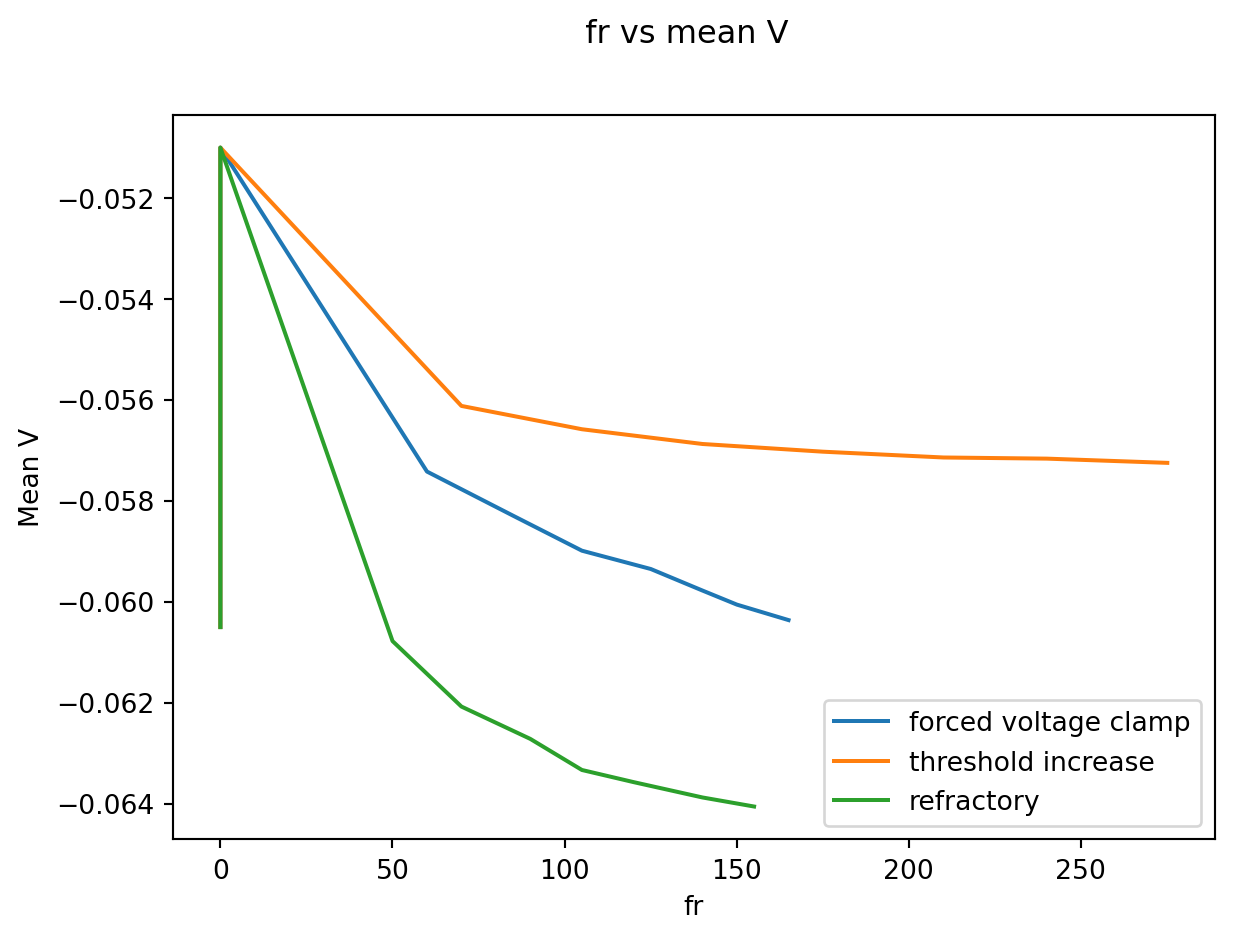 fr vs mean V
−0.052
−0.054
−0.056
−0.058
−0.060
−0.062
−0.064
Mean V
0
50
100
150
200
250
fr
forced voltage clamp
threshold increase
refractory